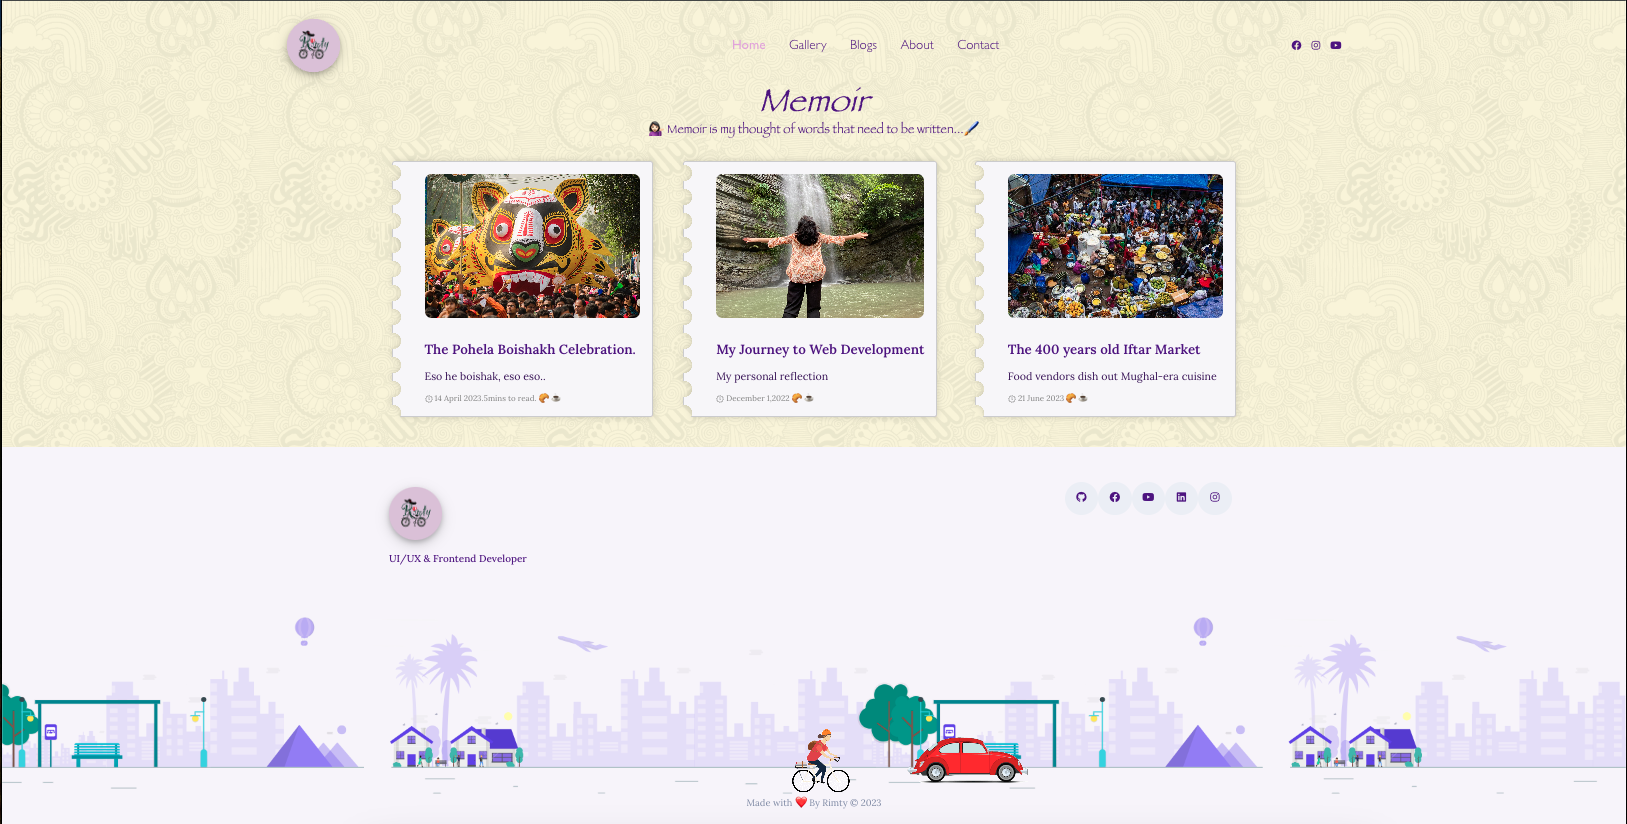 Rimty
Home Gallery Blogs About Contact
Memoir
Memoir is my thought of words that need to be written...
The Pohela Boishakh Celebration.
Eso he boishak, eso eso..
14 April 2023.5mins to read.
My Journey to Web Development
My personal reflection
December 1,2022
The 400 years old Iftar Market
Food vendors dish out Mughal-era cuisine
21 June 2023
Rimty
UI/UX & Frontend Developer
Made with ❤️ By Rimty © 2023